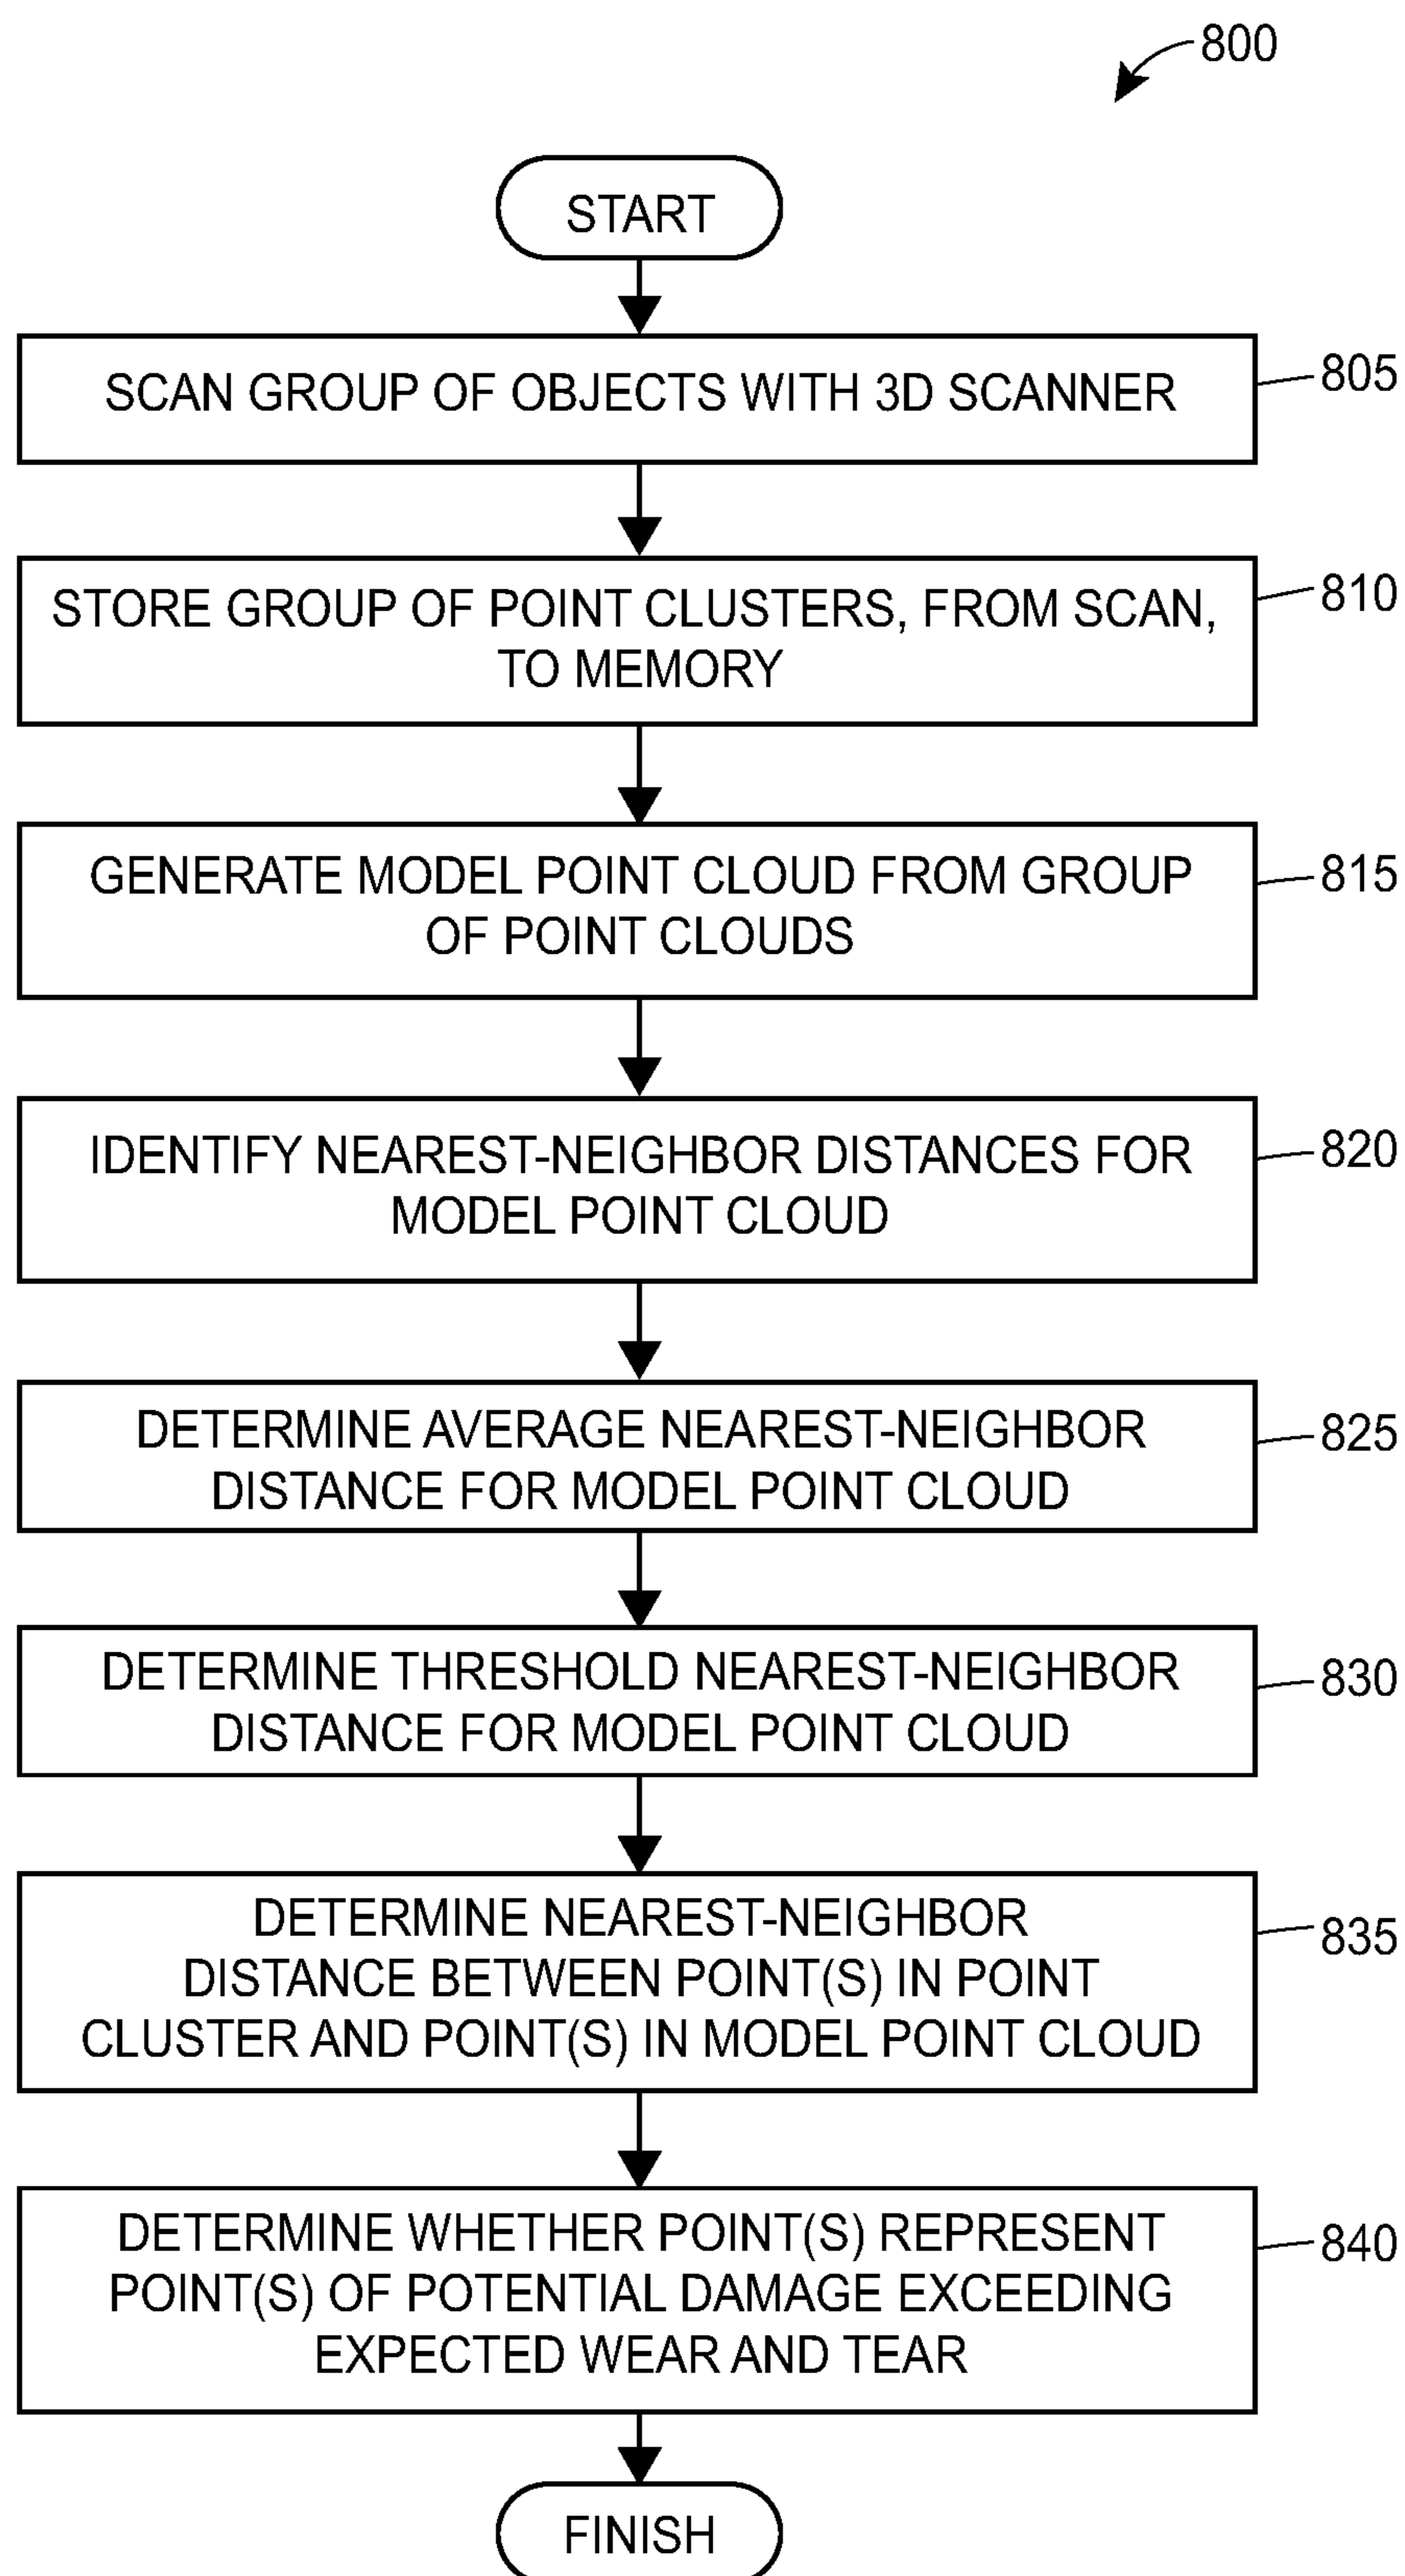 800
START
SCAN GROUP OF OBJECTS WITH 3D SCANNER
805
STORE GROUP OF POINT CLUSTERS, FROM SCAN,
TO MEMORY
810
GENERATE MODEL POINT CLOUD FROM GROUP
OF POINT CLOUDS
815
IDENTIFY NEAREST-NEIGHBOR DISTANCES FOR
MODEL POINT CLOUD
820
DETERMINE AVERAGE NEAREST-NEIGHBOR
DISTANCE FOR MODEL POINT CLOUD
825
DETERMINE THRESHOLD NEAREST-NEIGHBOR
DISTANCE FOR MODEL POINT CLOUD
830
DETERMINE NEAREST-NEIGHBOR
DISTANCE BETWEEN POINT(S) IN POINT
CLUSTER AND POINT(S) IN MODEL POINT CLOUD
835
DETERMINE WHETHER POINT(S) REPRESENT
POINT(S) OF POTENTIAL DAMAGE EXCEEDING
EXPECTED WEAR AND TEAR
840
FINISH